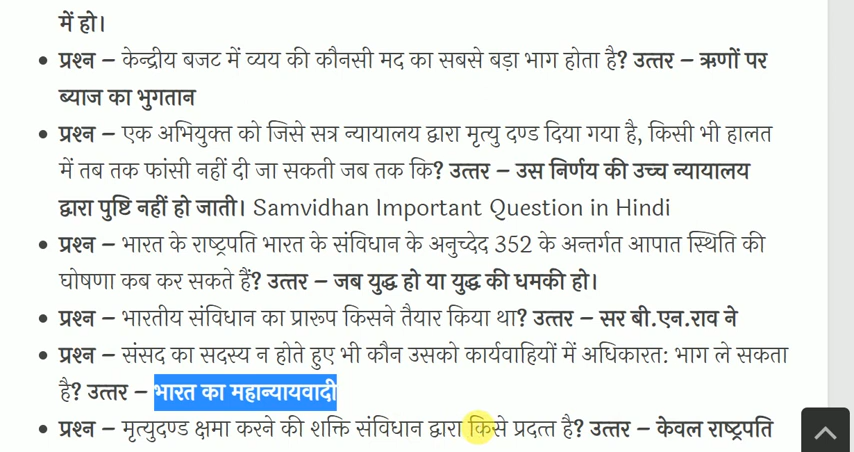 में हो।
प्रश्न – केन्द्रीय बजट में व्यय की कौनसी मद का सबसे बड़ा भाग होता है? उत्तर – ऋणों पर
ब्याज का भुगतान
प्रश्न – एक अभियुक्त को जिसे सत्र न्यायालय द्वारा मृत्यु दण्ड दिया गया है, किसी भी हालत
में तब तक फांसी नहीं दी जा सकती जब तक कि? उत्तर – उस निर्णय की उच्च न्यायालय
द्वारा पुष्टि नहीं हो जाती। Samvidhan Important Question in Hindi
प्रश्न – भारत के राष्ट्रपति भारत के संविधान के अनुच्देद 352 के अन्तर्गत आपात स्थिति की
घोषणा कब कर सकते हैं? उत्तर – जब युद्ध हो या युद्ध की धमकी हो।
प्रश्न – भारतीय संविधान का प्रारूप किसने तैयार किया था? उत्तर – सर बी.एन.राव ने
प्रश्न – संसद का सदस्य न होते हुए भी कौन उसको कार्यवाहियों में अधिकारत: भाग ले सकता
है? उत्तर – भारत का महान्यायवादी
प्रश्न – मृत्युदण्ड क्षमा करने की शक्ति संविधान द्वारा किसे प्रदत्त है? उत्तर – केवल राष्ट्रपति